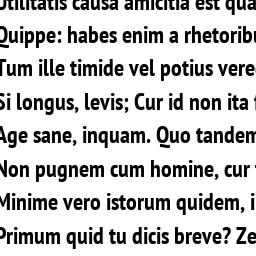 Utilitatis causa amicitia est qua
Quippe: habes enim a rhetoribu
Tum ille timide vel potius vere
Si longus, levis; Cur id non ita f
Age sane, inquam. Quo tandem
Non pugnem cum homine, cur t
Minime vero istorum quidem, i
Primum quid tu dicis breve? Ze